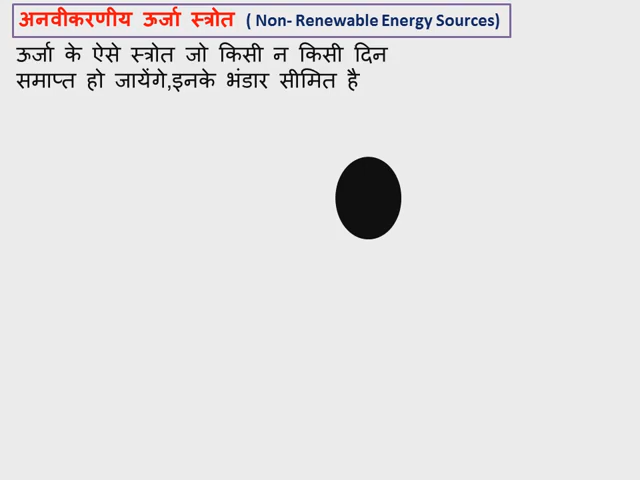 अनवीकरणीय ऊर्जा स्त्रोत ( Non- Renewable Energy Sources)
ऊर्जा के ऐसे स्त्रोत जो किसी न किसी दिन
समाप्त हो जायेंगे,इनके भंडार सीमित है